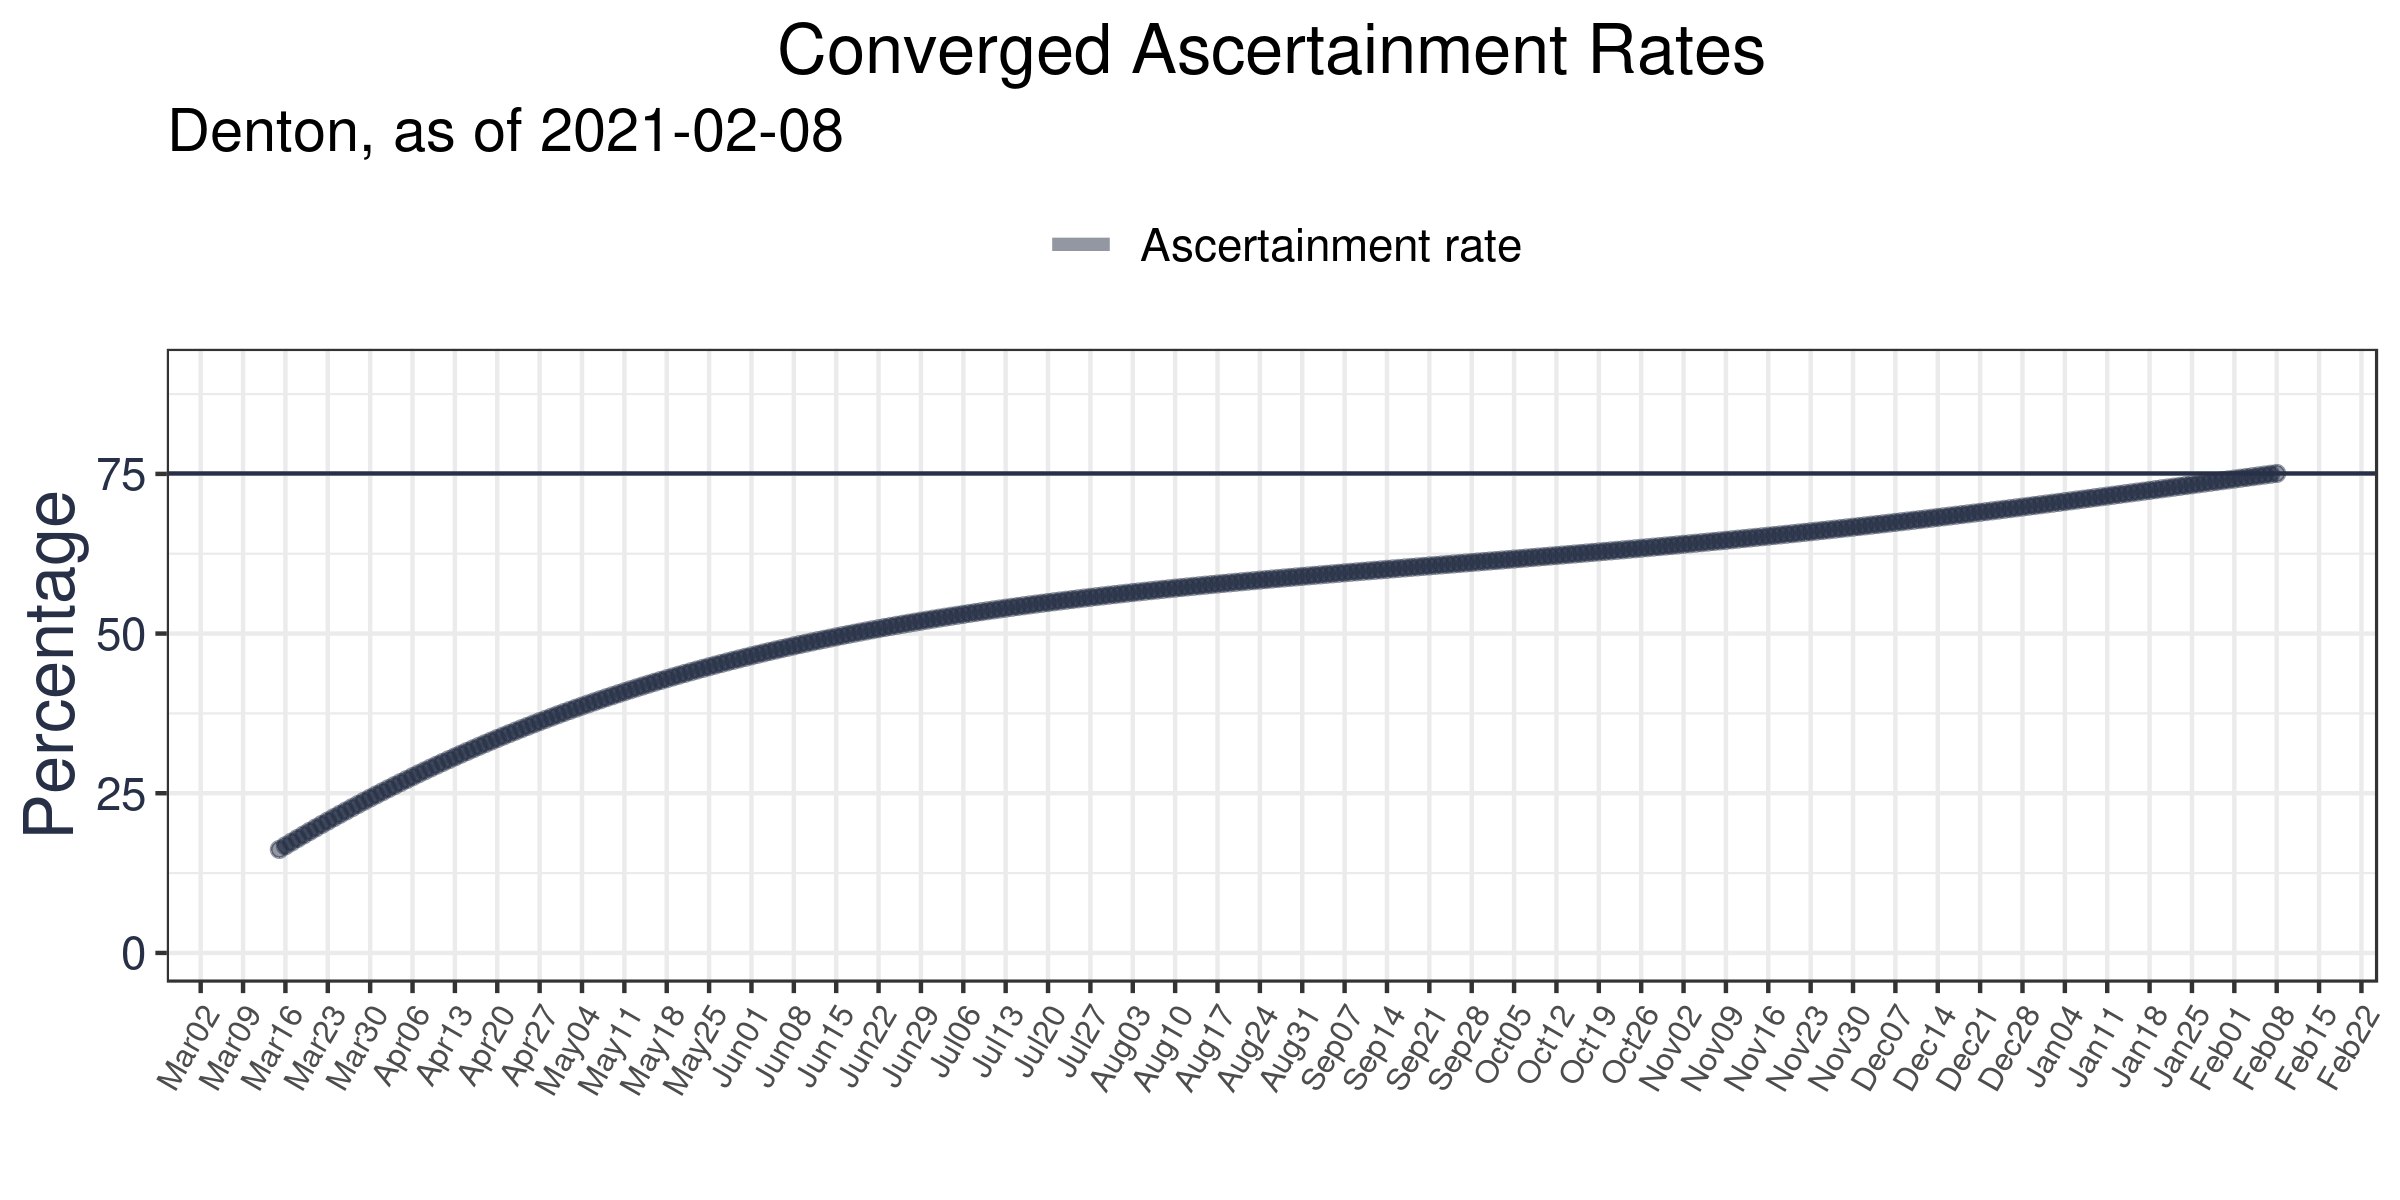 Converged Ascertainment Rates
Denton, as of 2021-02-08
Ascertainment rate
Percentage
75
50
25
0
Mar02 Mar09 Mar16 Mar23 Mar30 Apr06 Apr13 Apr20 Apr27 May04 May11 May18 May25 Jun01 Jun08 Jun15 Jun22 Jun29 Jul06 Jul13 Jul20 Jul27 Aug03 Aug10 Aug17 Aug24 Aug31 Sep07 Sep14 Sep21 Sep28 Oct05 Oct12 Oct19 Oct26 Nov02 Nov09 Nov16 Nov23 Nov30 Dec07 Dec14 Dec21 Dec28 Jan04 Jan11 Jan18 Jan25 Feb01 Feb08 Feb15 Feb22